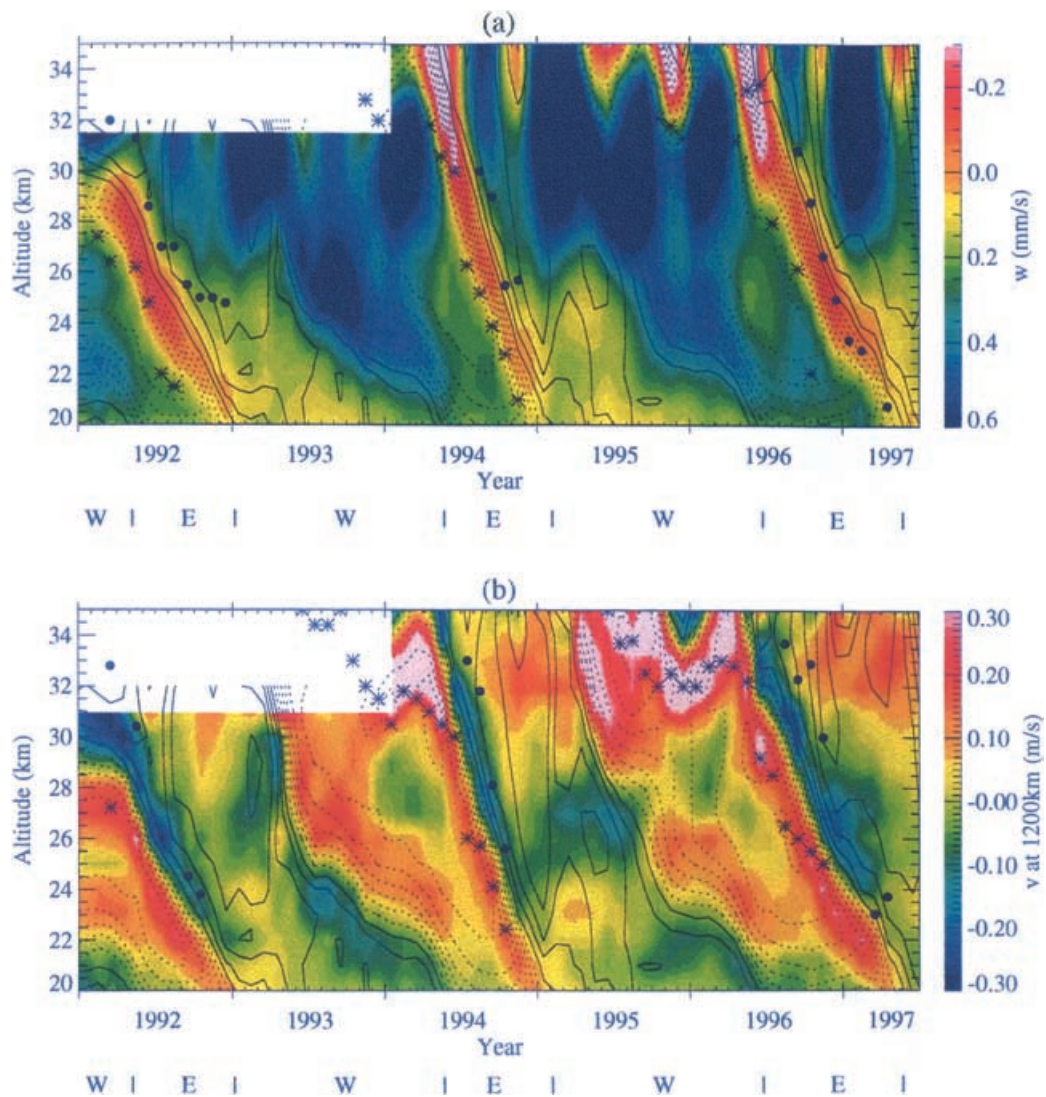 (a)
34
32
30
28
26
24
22
20
Altitude (km)
-0.2
0.0
0.2
0.4
0.6
w (mm/s)
1992 1993 1994 1995 1996 1997
Year
W I E I W I E I W I E I
(b)
34
32
30
28
26
24
22
20
Altitude (km)
0.30
0.20
0.10
-0.00
-0.10
-0.20
-0.30
v at 1200km (m/s)
1992 1993 1994 1995 1996 1997
Year
W I E I W I E I W I E I